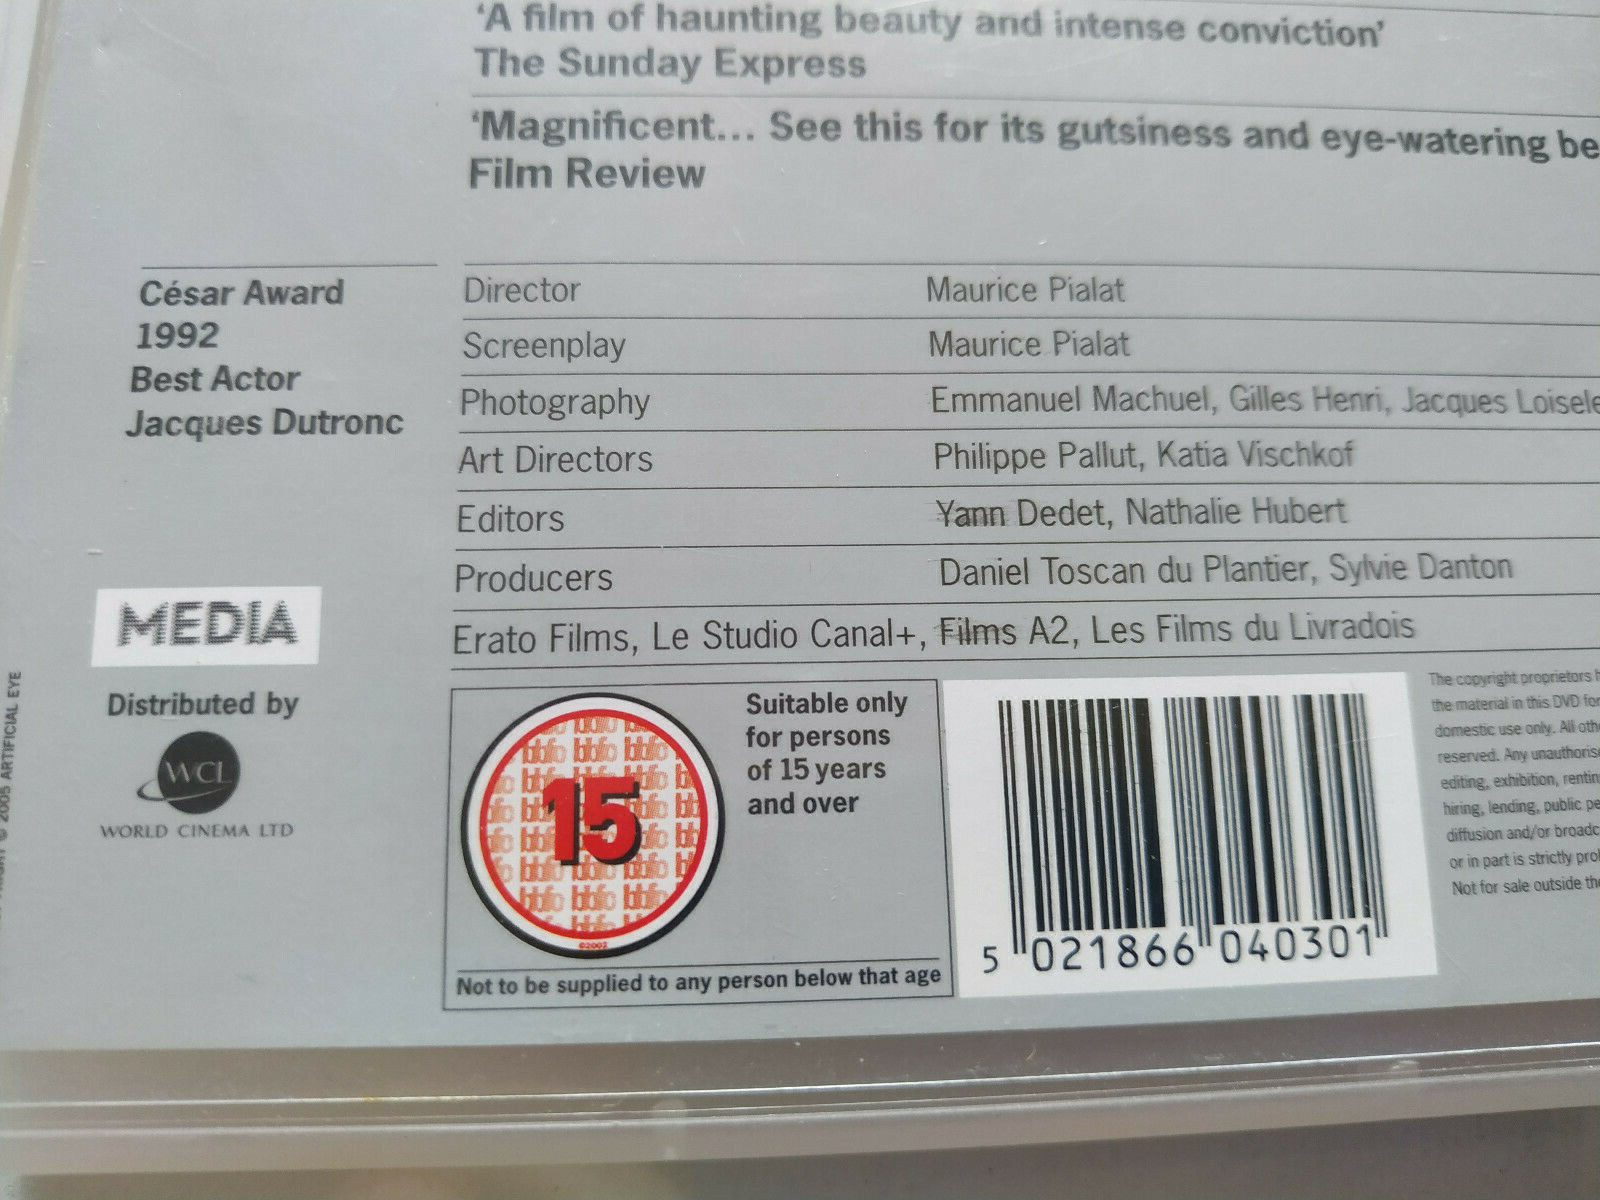 ‘A film of haunting beauty and intense conviction’
The Sunday Express
‘Magnificent... See this for its gutsiness and eye-watering be
Film Review
César Award
1992
Best Actor
Jacques Dutronc
Director Maurice Pialat
Screenplay Maurice Pialat
Photography Emmanuel Machuel, Gilles Henri, Jacques Loisele
Art Directors Philippe Pallut, Katia Vischkof
Editors Yann Dedet, Nathalie Hubert
Producers Daniel Toscan du Plantier, Sylvie Danton
Erato Films, Le Studio Canal+, Films A2, Les Films du Livradois
MEDIA
Distributed by
WCL
WORLD CINEMA LTD
© 2005 ARTIFICIAL EYE
15
©2002
Suitable only
for persons
of 15 years
and over
Not to be supplied to any person below that age
5 021866 040301
The copyright proprietors h
the material in this DVD for
domestic use only. All oth
reserved. Any unauthoris
editing, exhibition, rentin
hiring, lending, public pe
diffusion and/or broadc
or in part is strictly pro
Not for sale outside the